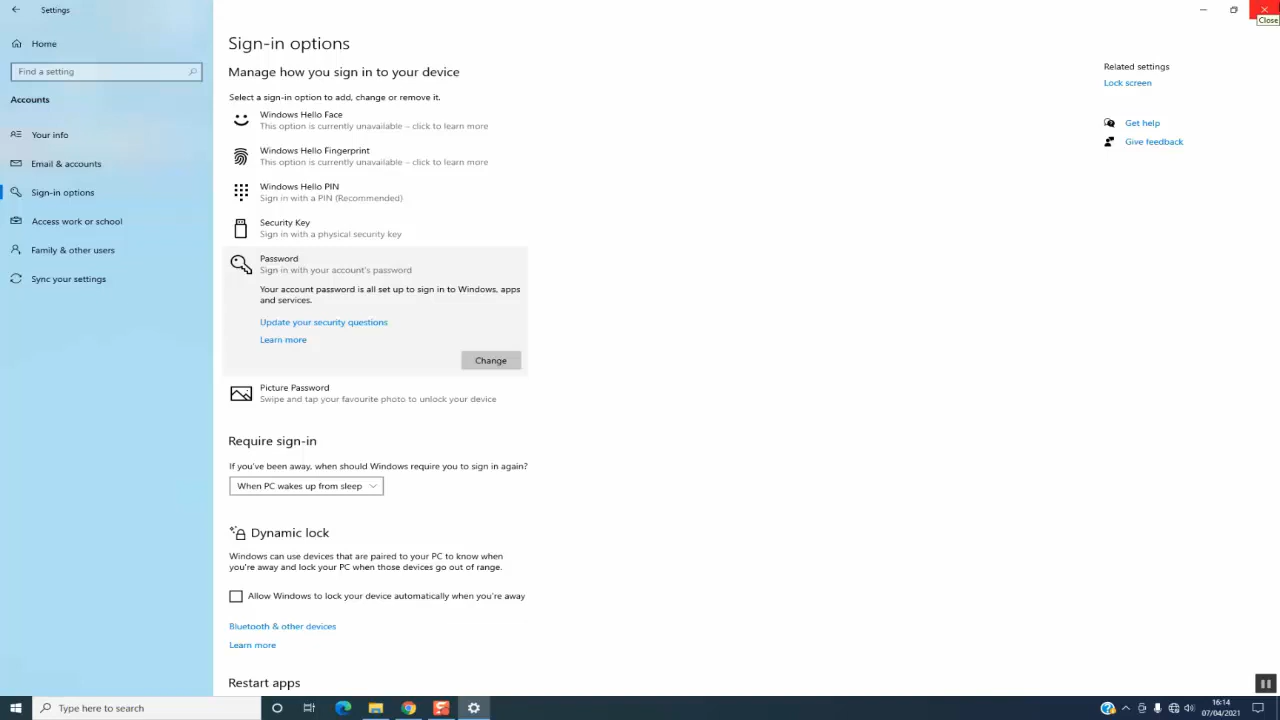 Settings
Close
Home
Find a setting
Accounts
Your info
Email & accounts
Sign-in options
Access work or school
Family & other users
Sync your settings
Sign-in options
Manage how you sign in to your device
Select a sign-in option to add, change or remove it.
Windows Hello Face
This option is currently unavailable – click to learn more
Windows Hello Fingerprint
This option is currently unavailable – click to learn more
Windows Hello PIN
Sign in with a PIN (Recommended)
Security Key
Sign in with a physical security key
Password
Sign in with your account's password
Your account password is all set up to sign in to Windows, apps
and services.
Update your security questions
Learn more
Change
Picture Password
Swipe and tap your favourite photo to unlock your device
Require sign-in
If you've been away, when should Windows require you to sign in again?
When PC wakes up from sleep
Dynamic lock
Windows can use devices that are paired to your PC to know when
you're away and lock your PC when those devices go out of range.
Allow Windows to lock your device automatically when you're away
Bluetooth & other devices
Learn more
Restart apps
Related settings
Lock screen
Get help
Give feedback
Type here to search
16:14
07/04/2021